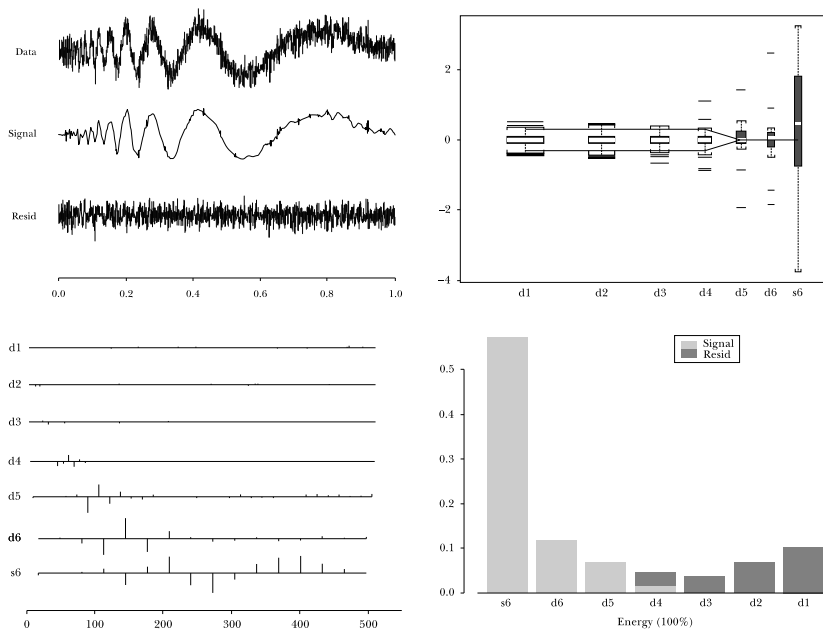 Data
Signal
Resid
0.0 0.2 0.4 0.6 0.8 1.0
2
0
−2
−4
d1 d2 d3 d4 d5 d6 s6
d1
d2
d3
d4
d5
d6
s6
0 100 200 300 400 500
Signal
Resid
0.5
0.4
0.3
0.2
0.1
0.0
s6 d6 d5 d4 d3 d2 d1
Energy (100%)